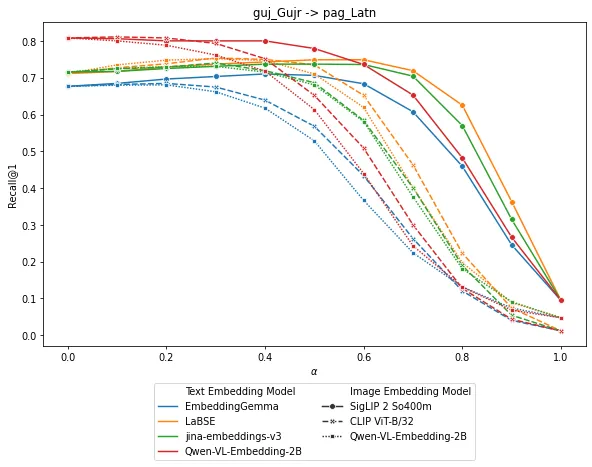 guj_Gujr -> pag_Latn
Recall@1
0.8
0.7
0.6
0.5
0.4
0.3
0.2
0.1
0.0
0.0 0.2 0.4 0.6 0.8 1.0
α
Text Embedding Model
EmbeddingGemma
LaBSE
jina-embeddings-v3
Qwen-VL-Embedding-2B
Image Embedding Model
SigLIP 2 So400m
CLIP ViT-B/32
Qwen-VL-Embedding-2B